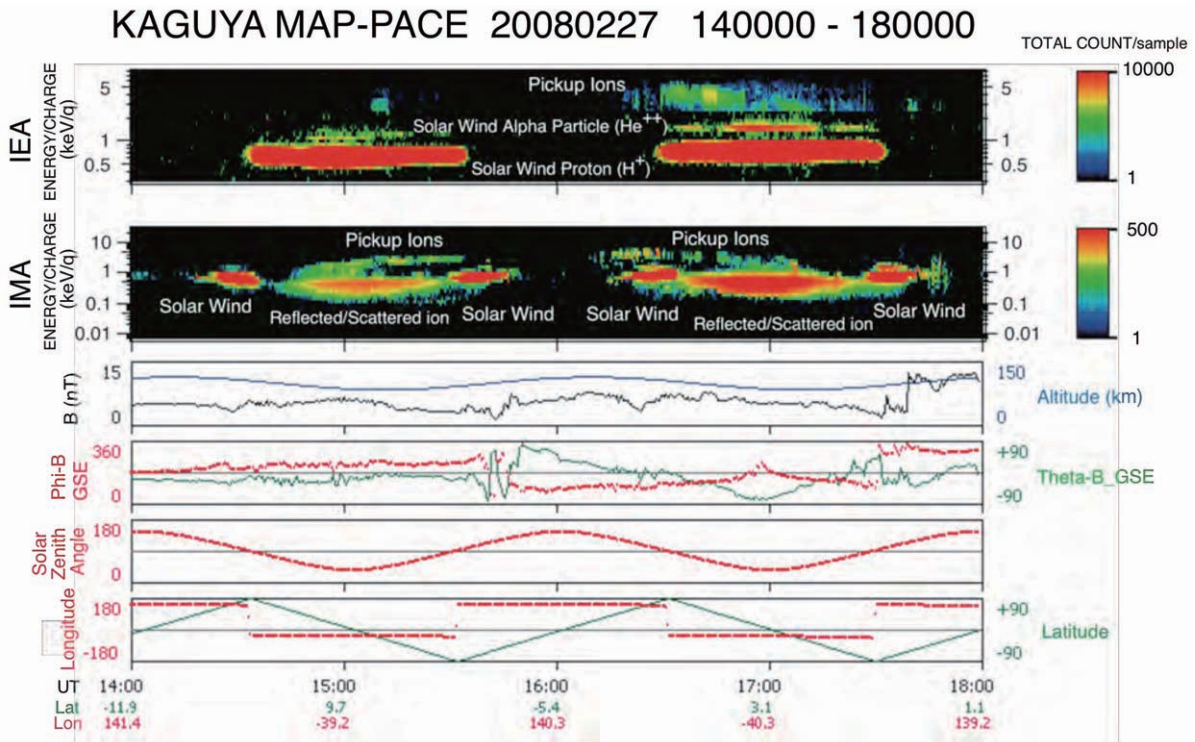 KAGUYA MAP-PACE 20080227 140000 - 180000
TOTAL COUNT/sample
IEA
ENERGY/CHARGE
(keV/q)
5
1
0.5
Pickup Ions
Solar Wind Alpha Particle (He++)
Solar Wind Proton (H+)
5
1
0.5
10000
1
IMA
ENERGY/CHARGE
(keV/q)
10
1
0.1
0.01
Pickup Ions
Pickup Ions
Solar Wind
Reflected/Scattered ion
Solar Wind
Solar Wind
Reflected/Scattered ion
Solar Wind
10
1
0.1
0.01
500
1
B (nT)
15
0
150
0
Altitude (km)
Phi-B
GSE
360
0
+90
-90
Theta-B_GSE
Solar
Zenith
Angle
180
0
Longitude
180
-180
+90
-90
Latitude
UT 14:00 15:00 16:00 17:00 18:00
Lat -11.9 9.7 -5.4 3.1 1.1
Lon 141.4 -39.2 140.3 -40.3 139.2